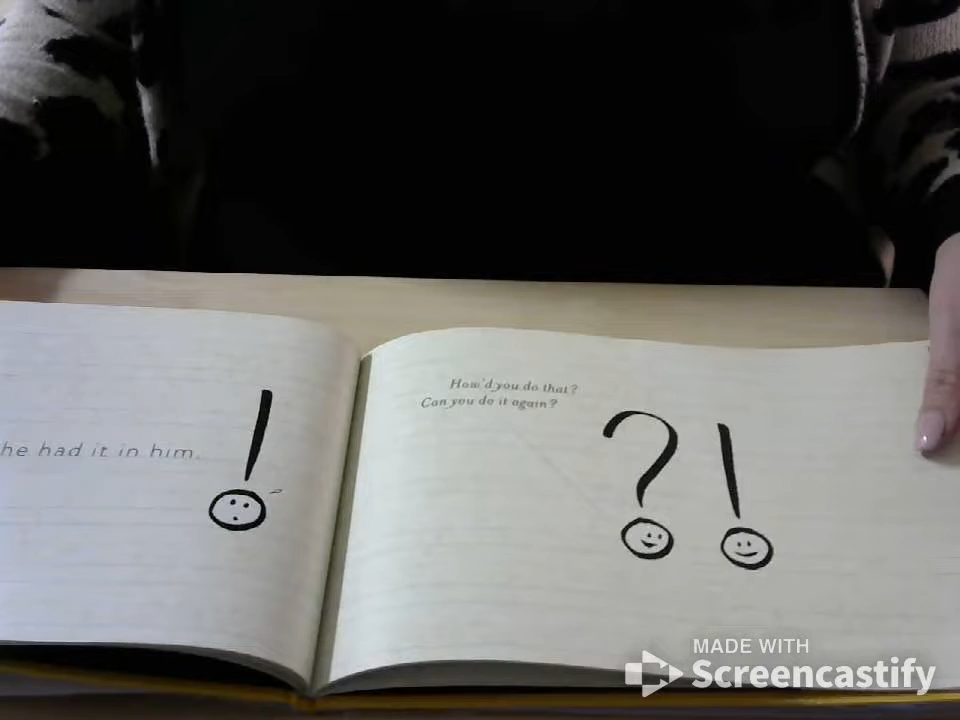 he had it in him.
How'd you do that?
Can you do it again?
! ? !
MADE WITH
Screencastify